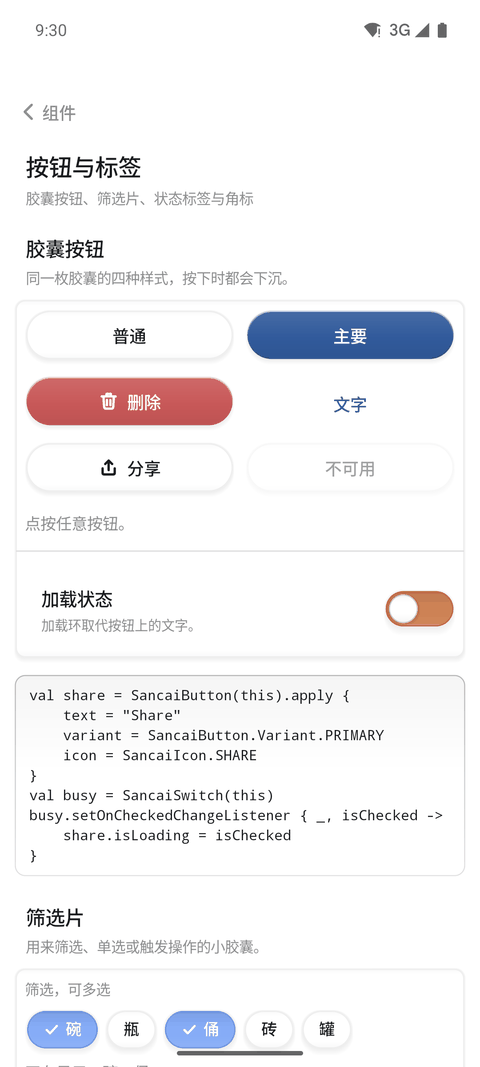 9:30
3G
组件
按钮与标签
胶囊按钮、筛选片、状态标签与角标
胶囊按钮
同一枚胶囊的四种样式，按下时都会下沉。
普通
主要
删除
文字
分享
不可用
点按任意按钮。
加载状态
加载环取代按钮上的文字。
val share = SancaiButton(this).apply {
    text = "Share"
    variant = SancaiButton.Variant.PRIMARY
    icon = SancaiIcon.SHARE
}
val busy = SancaiSwitch(this)
busy.setOnCheckedChangeListener { _, isChecked ->
    share.isLoading = isChecked
}
筛选片
用来筛选、单选或触发操作的小胶囊。
筛选，可多选
碗
瓶
俑
砖
罐